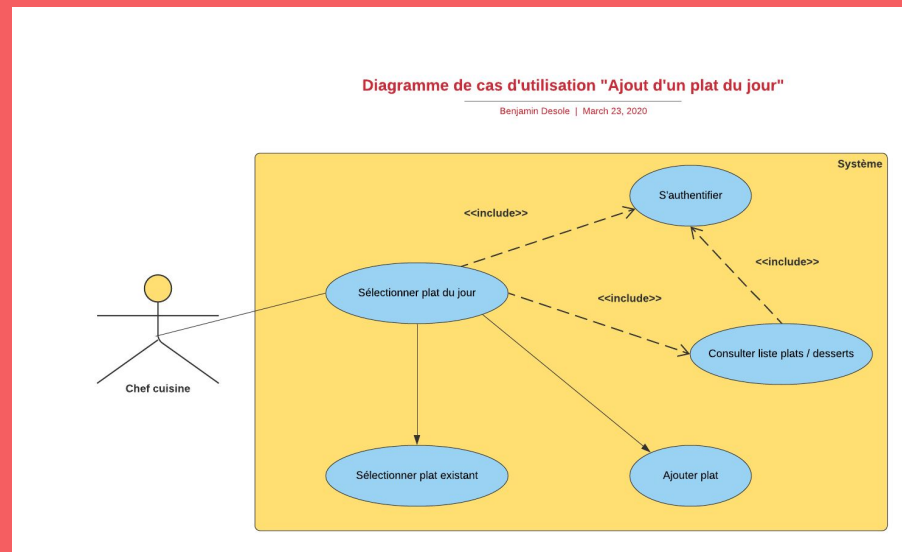 Diagramme de cas d'utilisation "Ajout d'un plat du jour"
Benjamin Desole | March 23, 2020
Système
S'authentifier
<<include>>
<<include>>
Sélectionner plat du jour
<<include>>
Consulter liste plats / desserts
Chef cuisine
Sélectionner plat existant
Ajouter plat